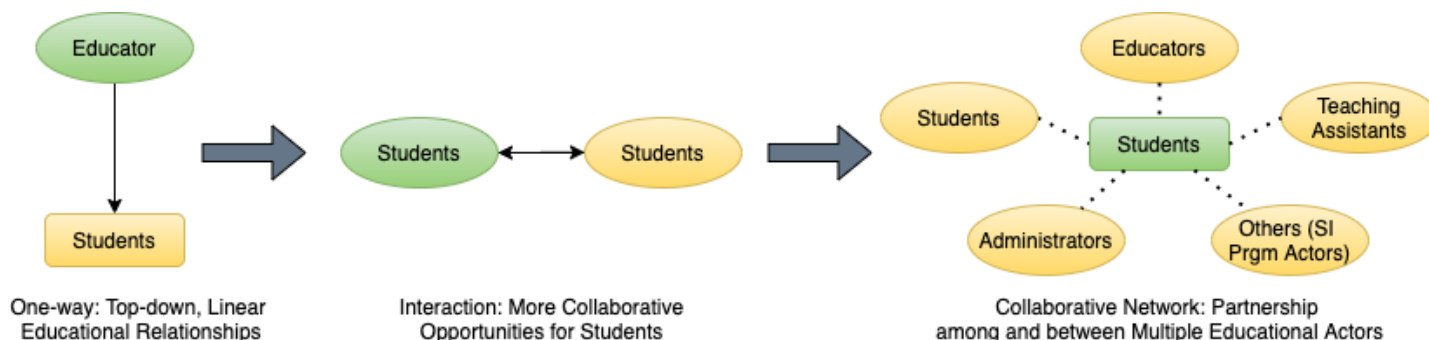 Educator
Students
One-way: Top-down, Linear
Educational Relationships
Students
Students
Interaction: More Collaborative
Opportunities for Students
Educators
Students
Teaching
Assistants
Students
Administrators
Others (SI
Prgm Actors)
Collaborative Network: Partnership
among and between Multiple Educational Actors